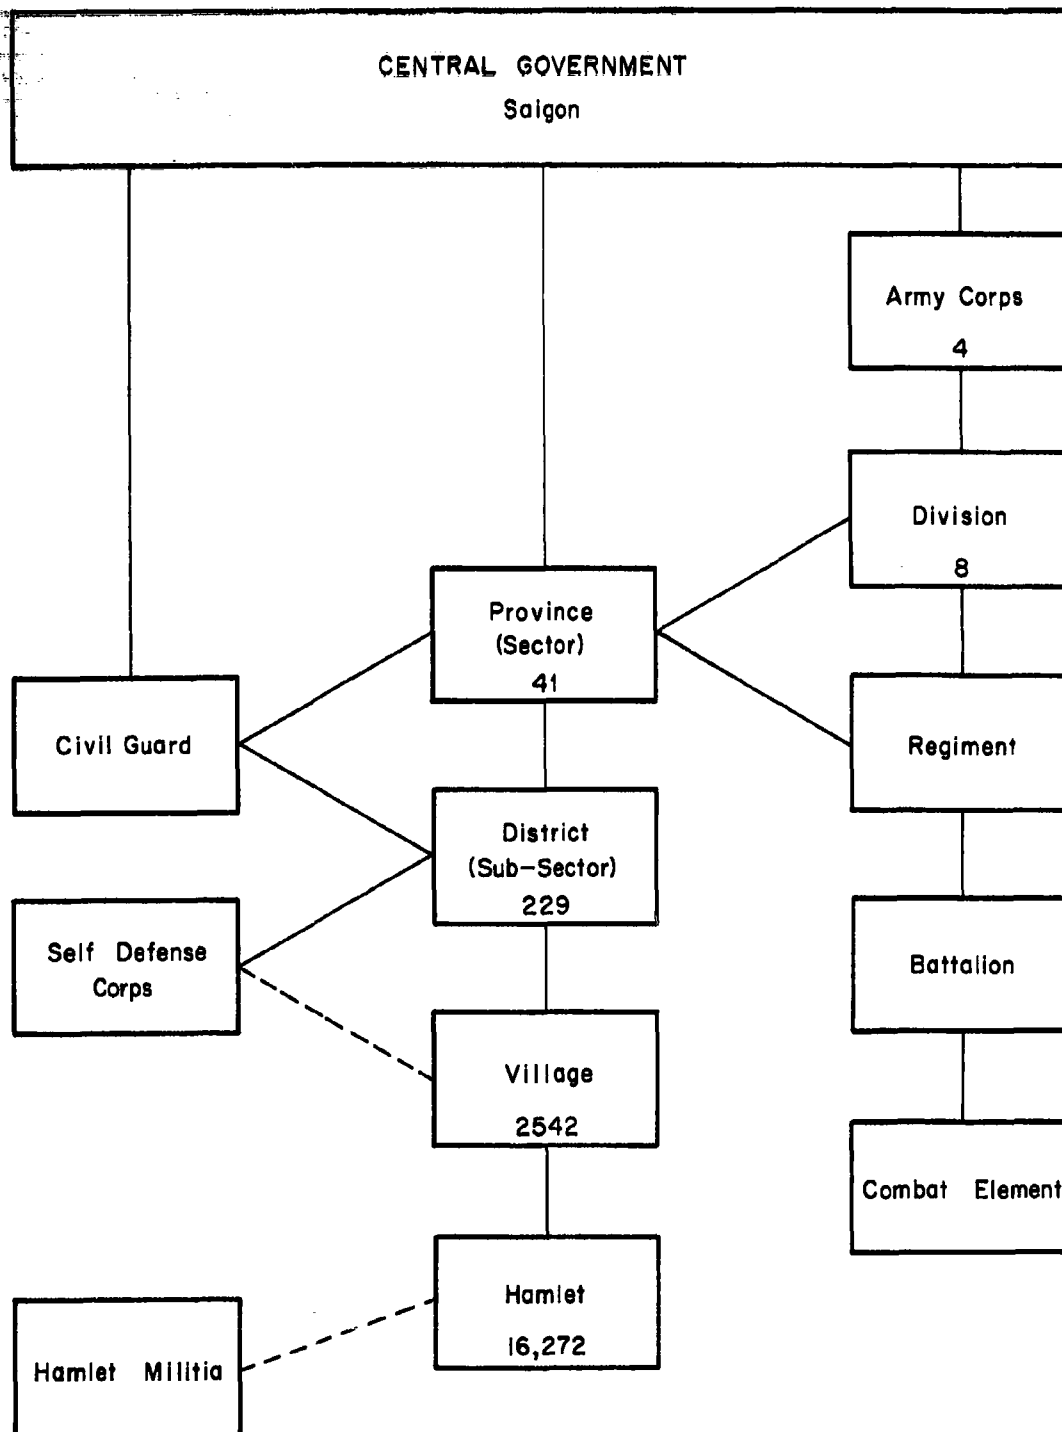 CENTRAL GOVERNMENT
Saigon
Army Corps
4
Division
8
Province
(Sector)
41
Civil Guard
Regiment
District
(Sub-Sector)
229
Self Defense
Corps
Battalion
Village
2542
Combat Element
Hamlet
16,272
Hamlet Militia